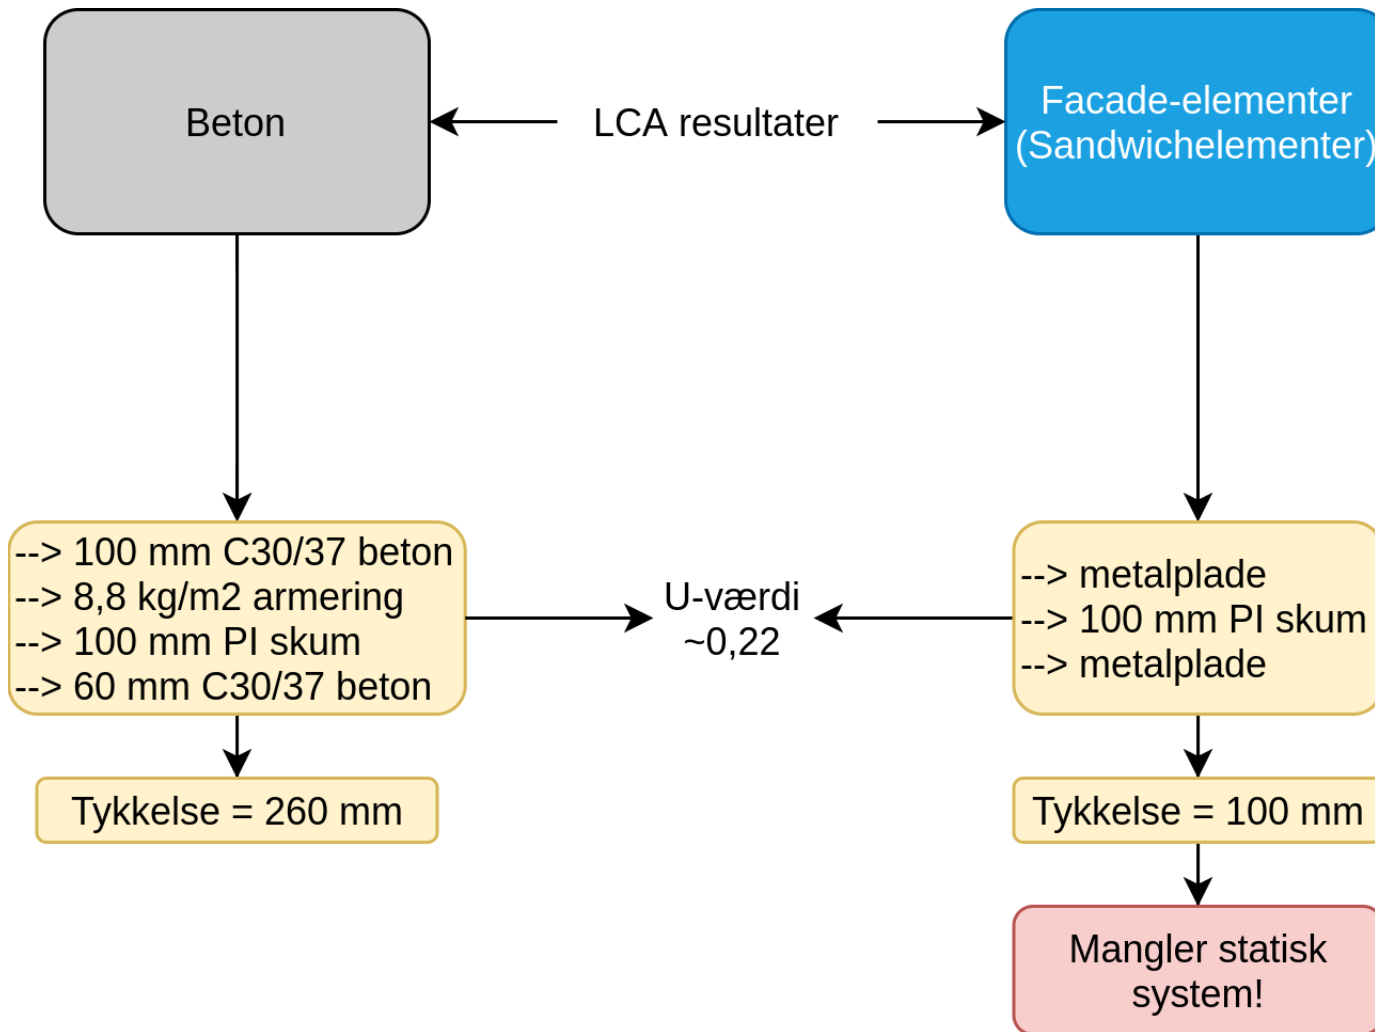 Beton
LCA resultater
Facade-elementer
(Sandwichelementer)
--> 100 mm C30/37 beton
--> 8,8 kg/m2 armering
--> 100 mm PI skum
--> 60 mm C30/37 beton
U-værdi
~0,22
--> metalplade
--> 100 mm PI skum
--> metalplade
Tykkelse = 260 mm
Tykkelse = 100 mm
Mangler statisk
system!